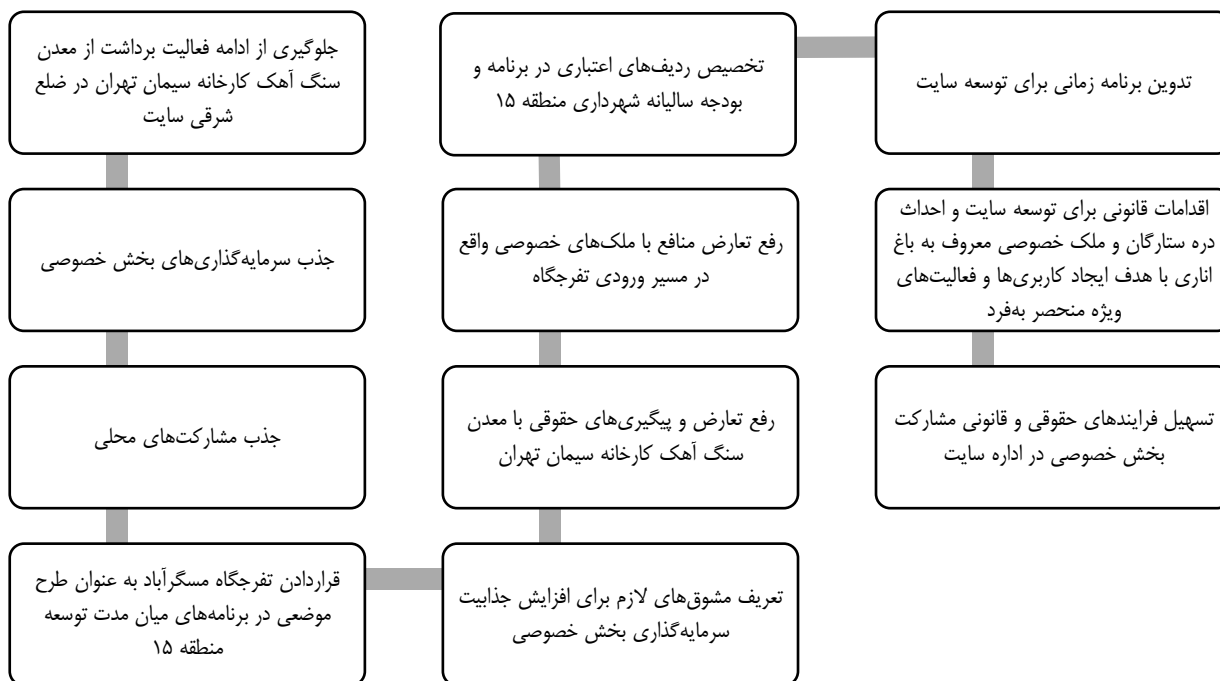 جلوگیری از ادامه فعالیت برداشت از معدن
سنگ آهک کارخانه سیمان تهران در ضلع
شرقی سایت
جذب سرمایه‌گذاری‌های بخش خصوصی
جذب مشارکت‌های محلی
قراردادن تفرجگاه مسگرآباد به عنوان طرح
موضعی در برنامه‌های میان مدت توسعه
منطقه ۱۵
تعریف مشوق‌های لازم برای افزایش جذابیت
سرمایه‌گذاری بخش خصوصی
رفع تعارض و پیگیری‌های حقوقی با معدن
سنگ آهک کارخانه سیمان تهران
رفع تعارض منافع با ملک‌های خصوصی واقع
در مسیر ورودی تفرجگاه
تخصیص ردیف‌های اعتباری در برنامه و
بودجه سالیانه شهرداری منطقه ۱۵
تدوین برنامه زمانی برای توسعه سایت
اقدامات قانونی برای توسعه سایت و احداث
دره ستارگان و ملک خصوصی معروف به باغ
اناری با هدف ایجاد کاربری‌ها و فعالیت‌های
ویژه منحصر به‌فرد
تسهیل فرایندهای حقوقی و قانونی مشارکت
بخش خصوصی در اداره سایت